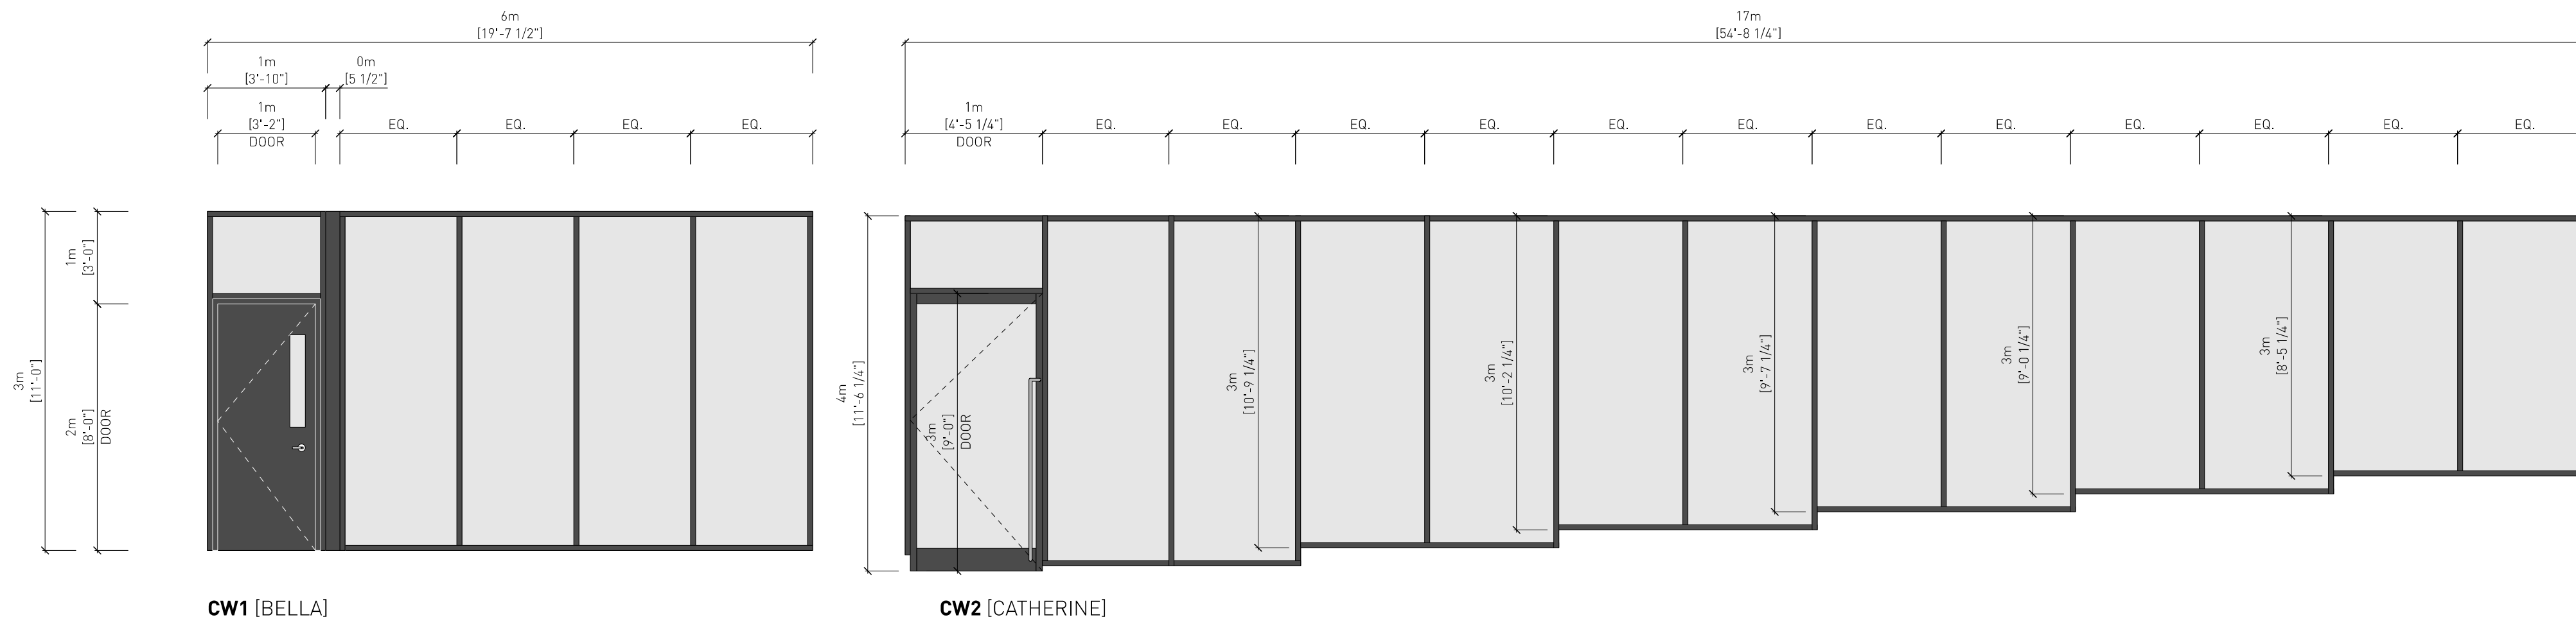 6m
[19'-7 1/2"]
17m
[54'-8 1/4"]
1m
[3'-10"]
0m
[5 1/2"]
1m
[3'-2"]
DOOR
EQ.
EQ.
EQ.
EQ.
1m
[4'-5 1/4"]
DOOR
EQ.
EQ.
EQ.
EQ.
EQ.
EQ.
EQ.
EQ.
EQ.
EQ.
EQ.
EQ.
3m
[11'-0"]
1m
[3'-0"]
2m
[8'-0"]
DOOR
4m
[11'-6 1/4"]
3m
[9'-0"]
DOOR
3m
[10'-9 1/4"]
3m
[10'-2 1/4"]
3m
[9'-7 1/4"]
3m
[9'-0 1/4"]
3m
[8'-5 1/4"]
CW1 [BELLA]
CW2 [CATHERINE]